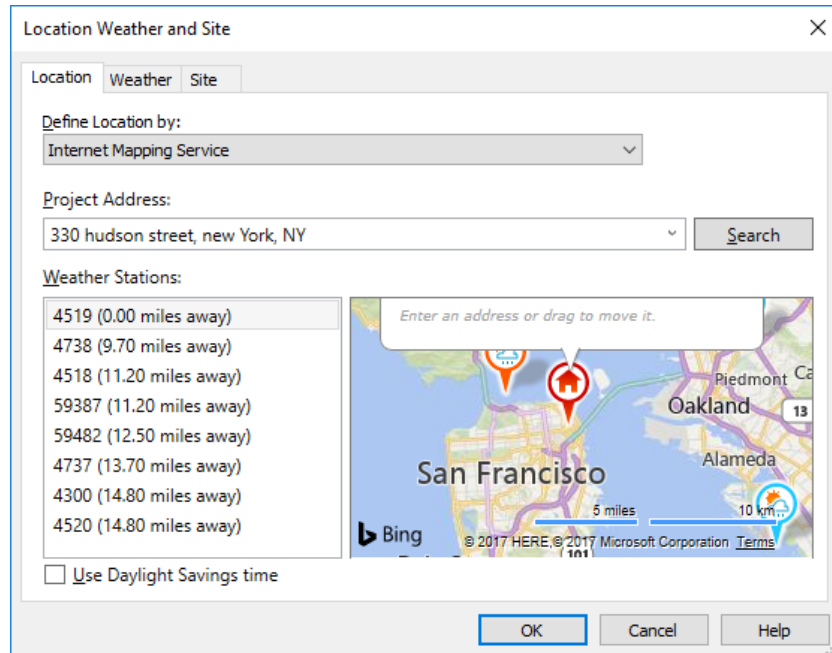 Location Weather and Site
Location Weather Site
Define Location by:
Internet Mapping Service
Project Address:
330 hudson street, new York, NY
Search
Weather Stations:
4519 (0.00 miles away)
4738 (9.70 miles away)
4518 (11.20 miles away)
59387 (11.20 miles away)
59482 (12.50 miles away)
4737 (13.70 miles away)
4300 (14.80 miles away)
4520 (14.80 miles away)
Enter an address or drag to move it.
Piedmont Ca
Oakland
13
Alameda
San Francisco
5 miles
10 km
Bing
© 2017 HERE,© 2017 Microsoft Corporation Terms
101
Use Daylight Savings time
OK Cancel Help